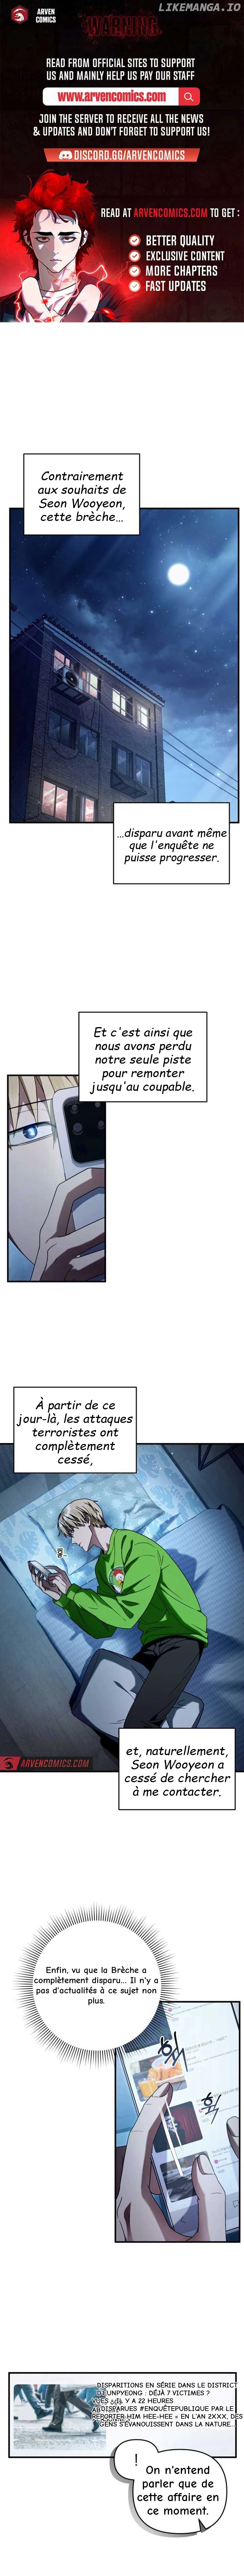 LIKEMANGA.IO
ARVEN
COMICS
WARNING
READ FROM OFFICIAL SITES TO SUPPORT
US AND MAINLY HELP US PAY OUR STAFF
www.arvencomics.com
JOIN THE SERVER TO RECEIVE ALL THE NEWS
& UPDATES AND DON'T FORGET TO SUPPORT US!
DISCORD.GG/ARVENCOMICS
READ AT ARVENCOMICS.COM TO GET :
BETTER QUALITY
EXCLUSIVE CONTENT
MORE CHAPTERS
FAST UPDATES
Contrairement
aux souhaits de
Seon Wooyeon,
cette brèche...
...disparu avant même
que l'enquête ne
puisse progresser.
Et c'est ainsi que
nous avons perdu
notre seule piste
pour remonter
jusqu'au coupable.
À partir de ce
jour-là, les attaques
terroristes ont
complètement
cessé,
ARVENCOMICS.COM
et, naturellement,
Seon Wooyeon a
cessé de chercher
à me contacter.
Enfin, vu que la Brèche a
complètement disparu... Il n'y a
pas d'actualités à ce sujet non
plus.
휙
휙
DISPARITIONS EN SÉRIE DANS LE DISTRICT
D'UNPYEONG : DÉJÀ 7 VICTIMES ?
IL Y A 22 HEURES
DISPARUES #ENQUÊTEPUBLIQUE PAR LE
REPORTER HIM HEE-HEE « EN L'AN 2XXX, DES
GENS S'ÉVANOUISSENT DANS LA NATURE...
!
On n'entend
parler que de
cette affaire en
ce moment.